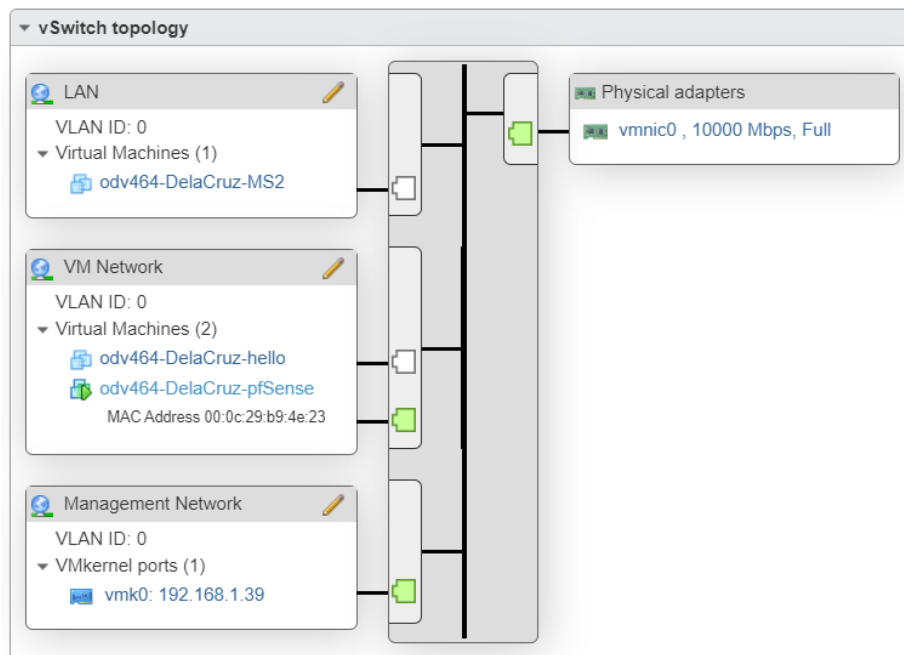 vSwitch topology
LAN
VLAN ID: 0
Virtual Machines (1)
odv464-DelaCruz-MS2
VM Network
VLAN ID: 0
Virtual Machines (2)
odv464-DelaCruz-hello
odv464-DelaCruz-pfSense
MAC Address 00:0c:29:b9:4e:23
Management Network
VLAN ID: 0
VMkernel ports (1)
vmk0: 192.168.1.39
Physical adapters
vmnic0 , 10000 Mbps, Full